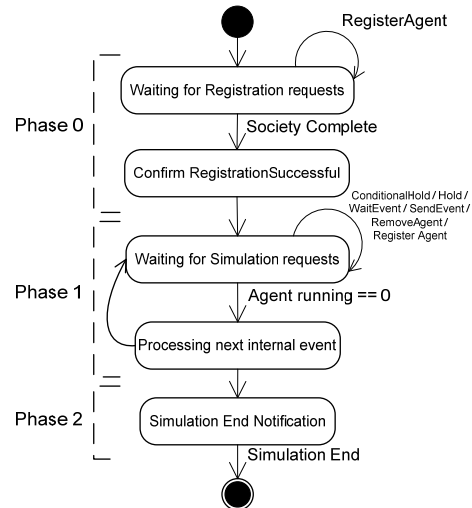 RegisterAgent
Waiting for Registration requests
Phase 0
Society Complete
Confirm RegistrationSuccessful
ConditionalHold / Hold /
WaitEvent / SendEvent /
RemoveAgent /
Register Agent
Waiting for Simulation requests
Phase 1
Agent running == 0
Processing next internal event
Phase 2
Simulation End Notification
Simulation End